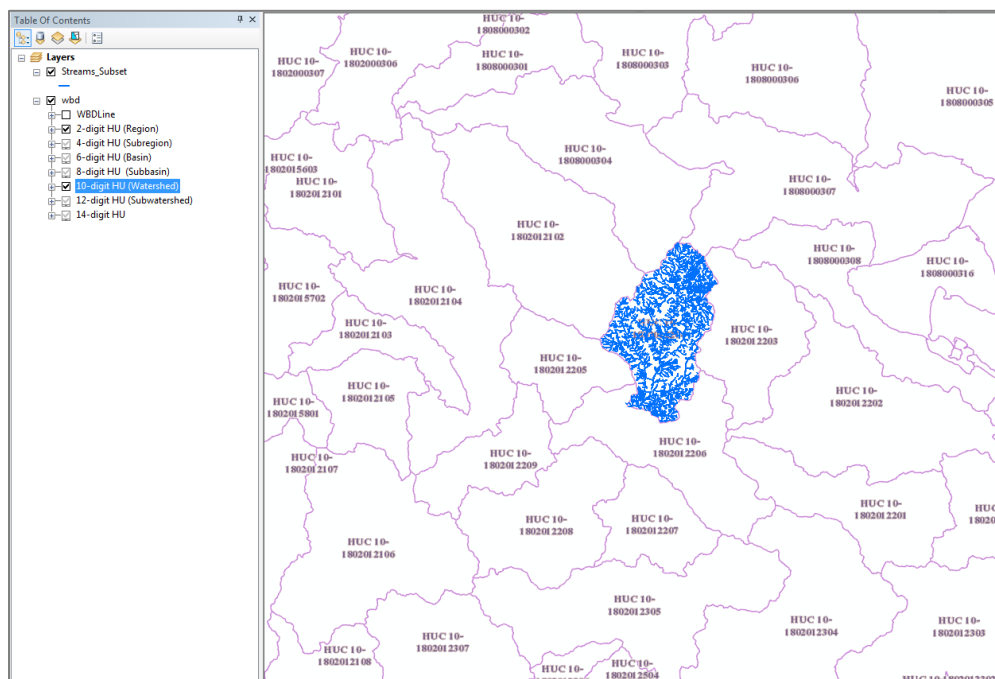 Table Of Contents
Layers
Streams_Subset
wbd
WBDLine
2-digit HU (Region)
4-digit HU (Subregion)
6-digit HU (Basin)
8-digit HU (Subbasin)
10-digit HU (Watershed)
12-digit HU (Subwatershed)
14-digit HU
HUC 10-
1808000302
HUC 10-
1802000307
HUC 10-
1802000306
HUC 10-
1808000301
HUC 10-
1808000303
HUC 10-
1808000306
HUC 10-
1808000305
HUC 10-
1802015603
HUC 10-
1802012101
HUC 10-
1808000304
HUC 10-
1808000307
HUC 10-
1802012102
HUC 10-
1808000308
HUC 10-
1808000316
HUC 10-
1802015702
HUC 10-
1802012104
HUC 10-
1802012103
HUC 10-
1802012203
HUC 10-
1802012205
HUC 10-
1802012105
HUC 10-
1802015801
HUC 10-
1802012202
HUC 10-
1802012206
HUC 10-
1802012107
HUC 10-
1802012209
HUC 10-
1802012201
HUC
18020
HUC 10-
1802012208
HUC 10-
1802012207
HUC 10-
1802012106
HUC 10-
1802012305
HUC 10-
1802012304
HUC 10-
1802012303
HUC 10-
1802012307
HUC 10-
1802012108
HUC 10-
HUC 10-
1802012504